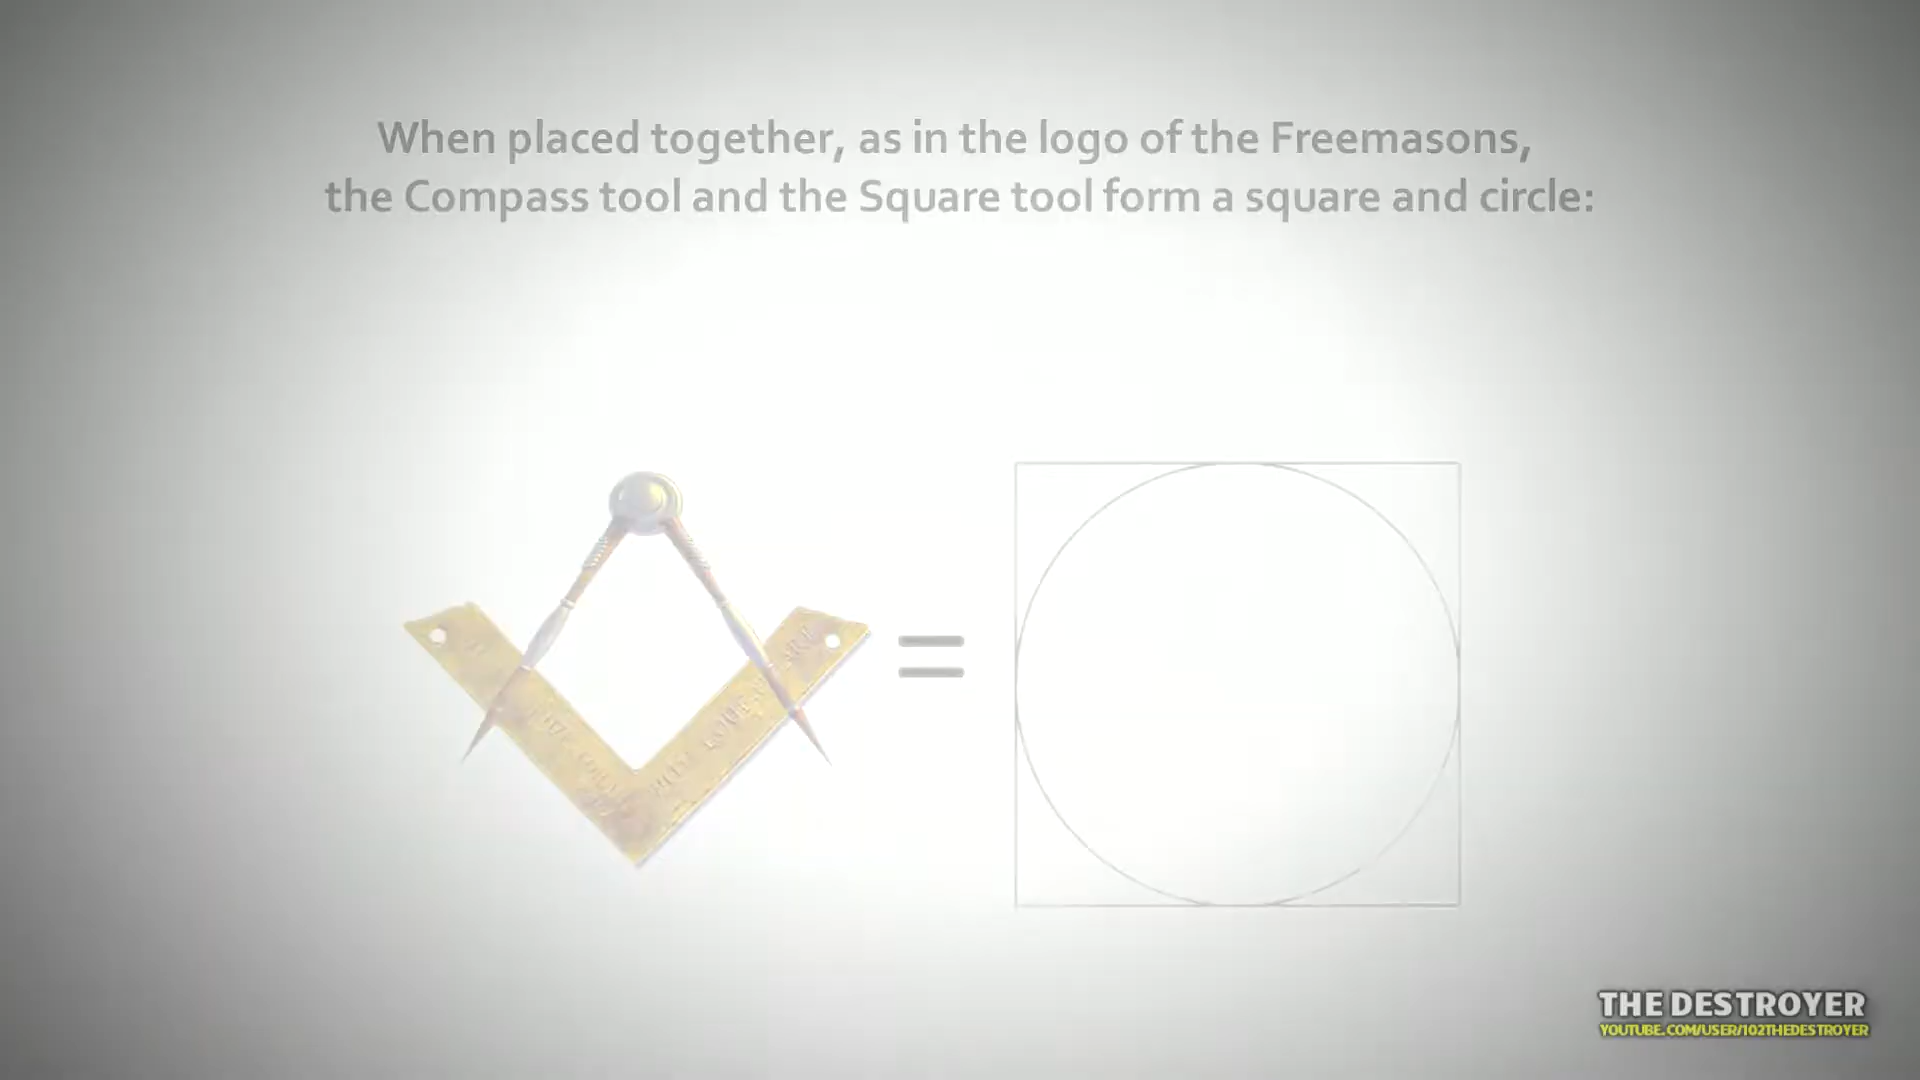 When placed together, as in the logo of the Freemasons,
the Compass tool and the Square tool form a square and circle:
=
THE DESTROYER
YOUTUBE.COM/USER/102THEDESTROYER